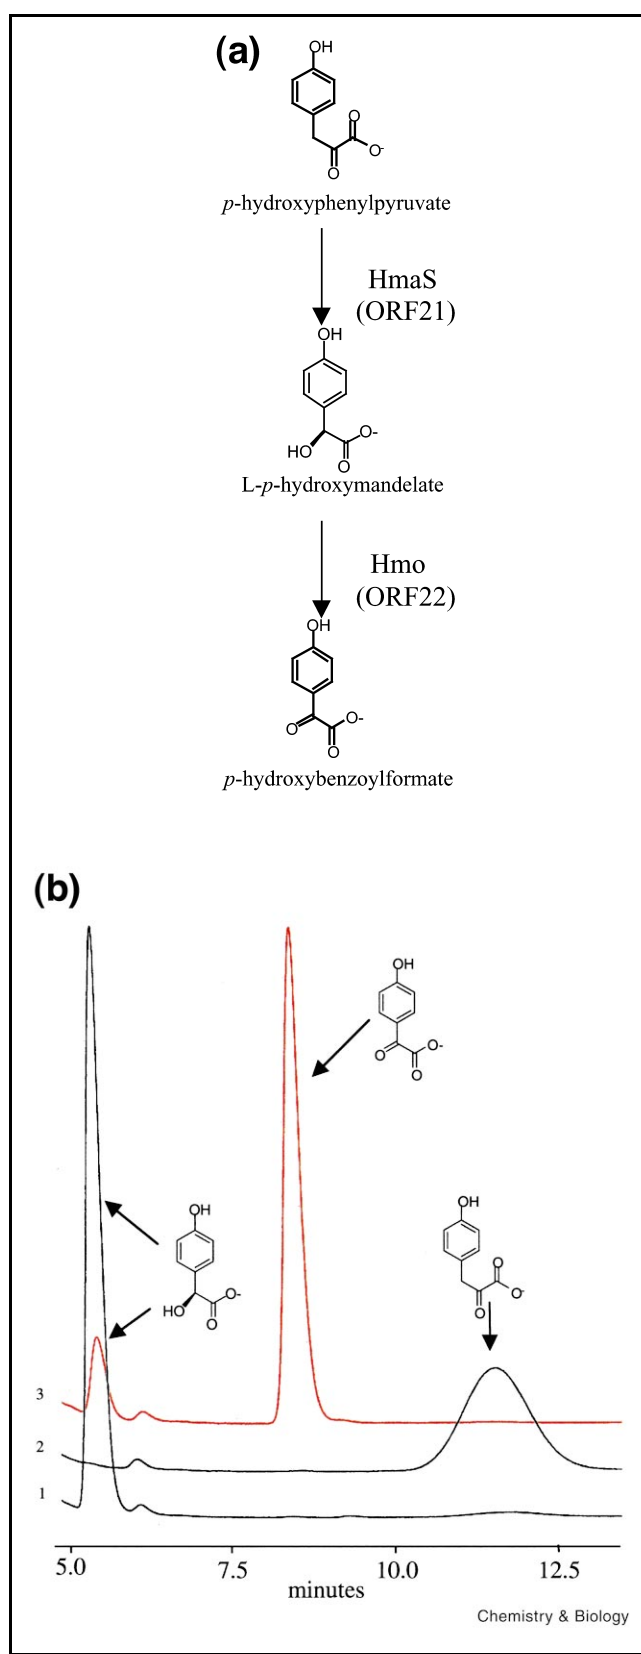 (a)
OH
O
O-
O
p-hydroxyphenylpyruvate
HmaS
(ORF21)
OH
O-
HO
O
L-p-hydroxymandelate
Hmo
(ORF22)
OH
O-
O
O
p-hydroxybenzoylformate
(b)
OH
O-
O
O
OH
O-
HO
O
OH
O
O-
O
3
2
1
5.0 7.5 10.0 12.5
minutes
Chemistry & Biology